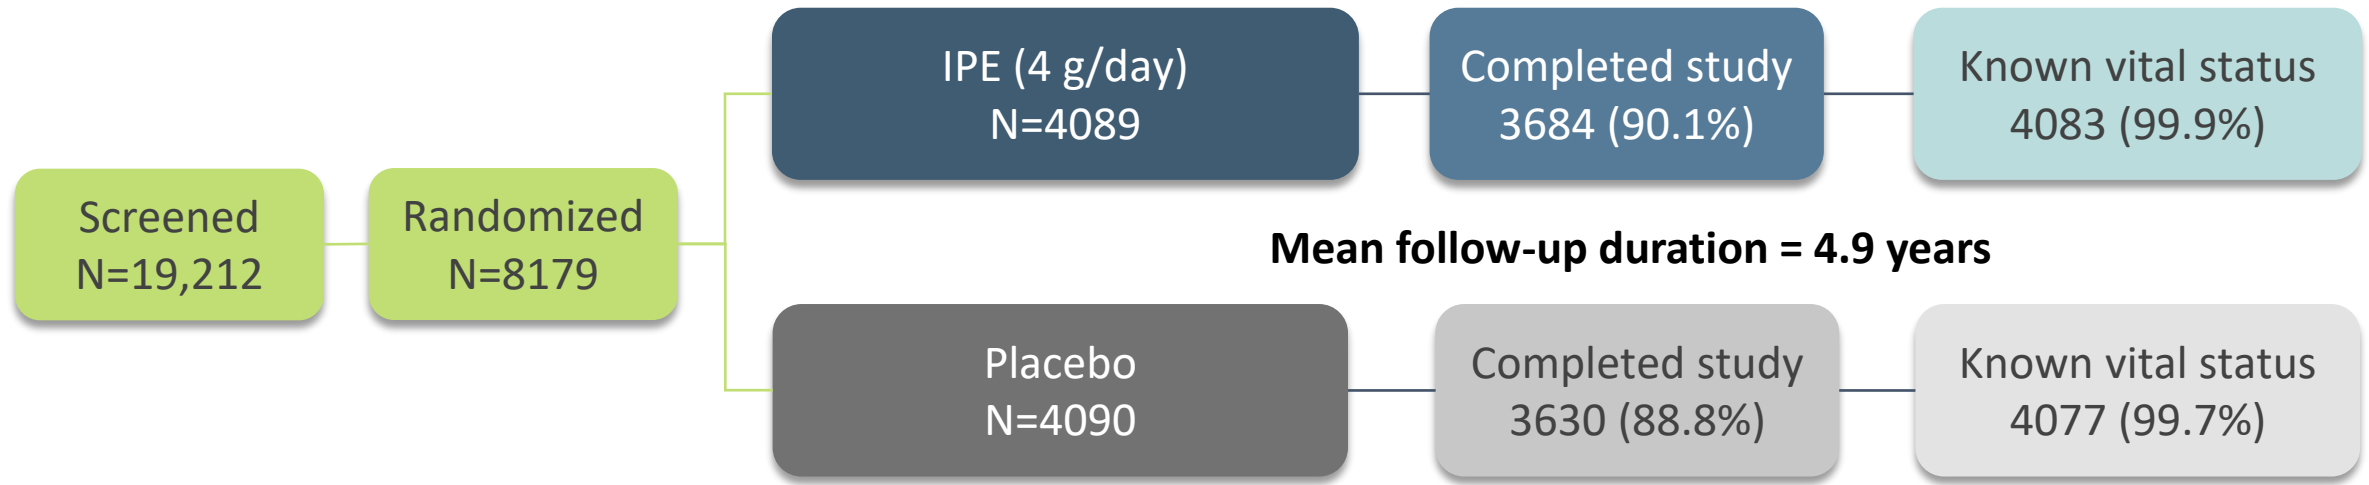 Screened
N=19,212
Randomized
N=8179
IPE (4 g/day)
N=4089
Completed study
3684 (90.1%)
Known vital status
4083 (99.9%)
Mean follow-up duration = 4.9 years
Placebo
N=4090
Completed study
3630 (88.8%)
Known vital status
4077 (99.7%)